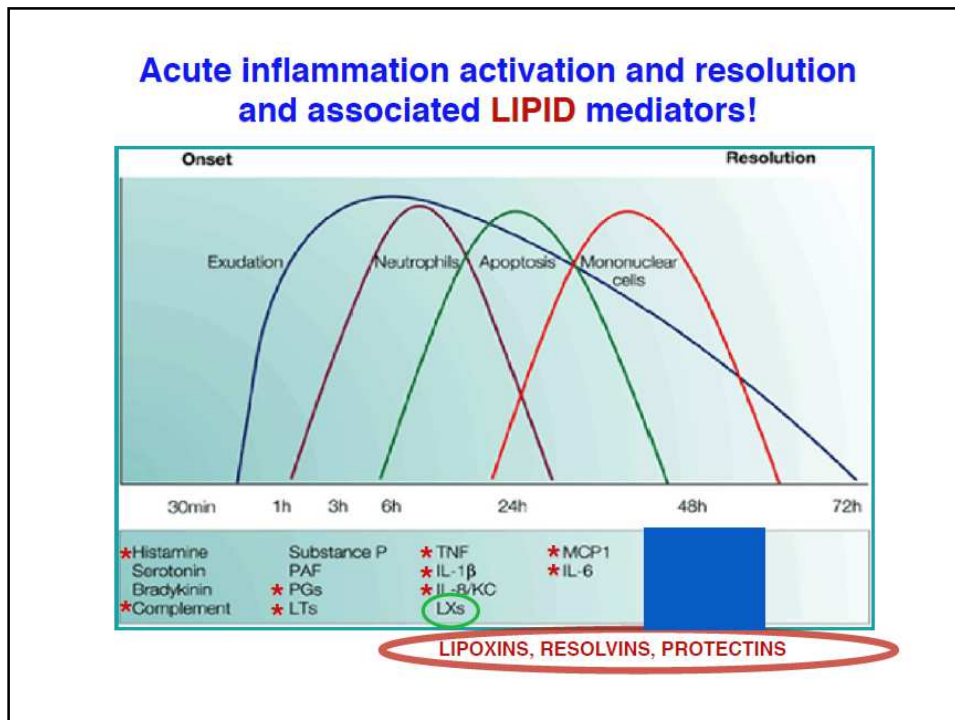 Acute inflammation activation and resolution
and associated LIPID mediators!
Onset
Resolution
Exudation
Neutrophils
Apoptosis
Mononuclear
cells
30min
1h
3h
6h
24h
48h
72h
*Histamine
Serotonin
Bradykinin
*Complement
Substance P
PAF
* PGs
* LTs
* TNF
* IL-1β
* IL-8/KC
LXs
* MCP1
* IL-6
LIPOXINS, RESOLVINS, PROTECTINS